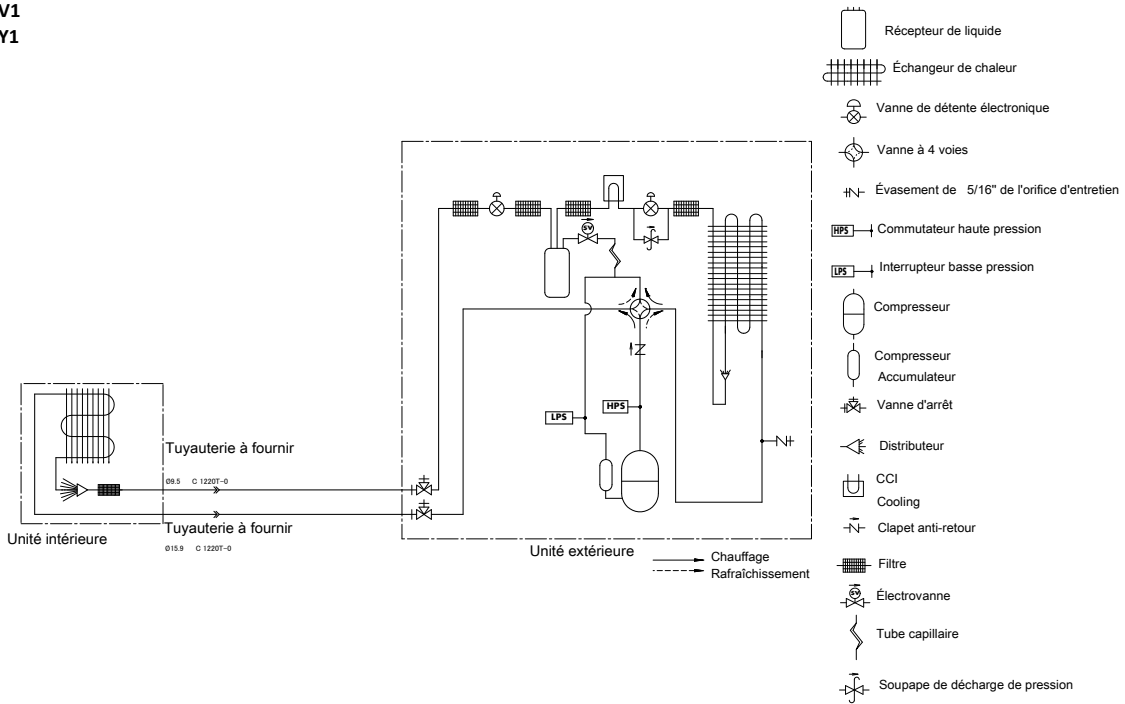 V1
Y1
Récepteur de liquide
Échangeur de chaleur
Vanne de détente électronique
Vanne à 4 voies
Évasement de 5/16" de l'orifice d'entretien
HPS Commutateur haute pression
LPS Interrupteur basse pression
Compresseur
Compresseur
Accumulateur
Vanne d'arrêt
Distributeur
CCI
Cooling
Clapet anti-retour
Filtre
SV Électrovanne
Tube capillaire
Soupape de décharge de pression
SV
LPS
HPS
Tuyauterie à fournir
Ø9.5 C 1220T-O
Tuyauterie à fournir
Ø15.9 C 1220T-O
Unité intérieure
Unité extérieure
Chauffage
Rafraîchissement